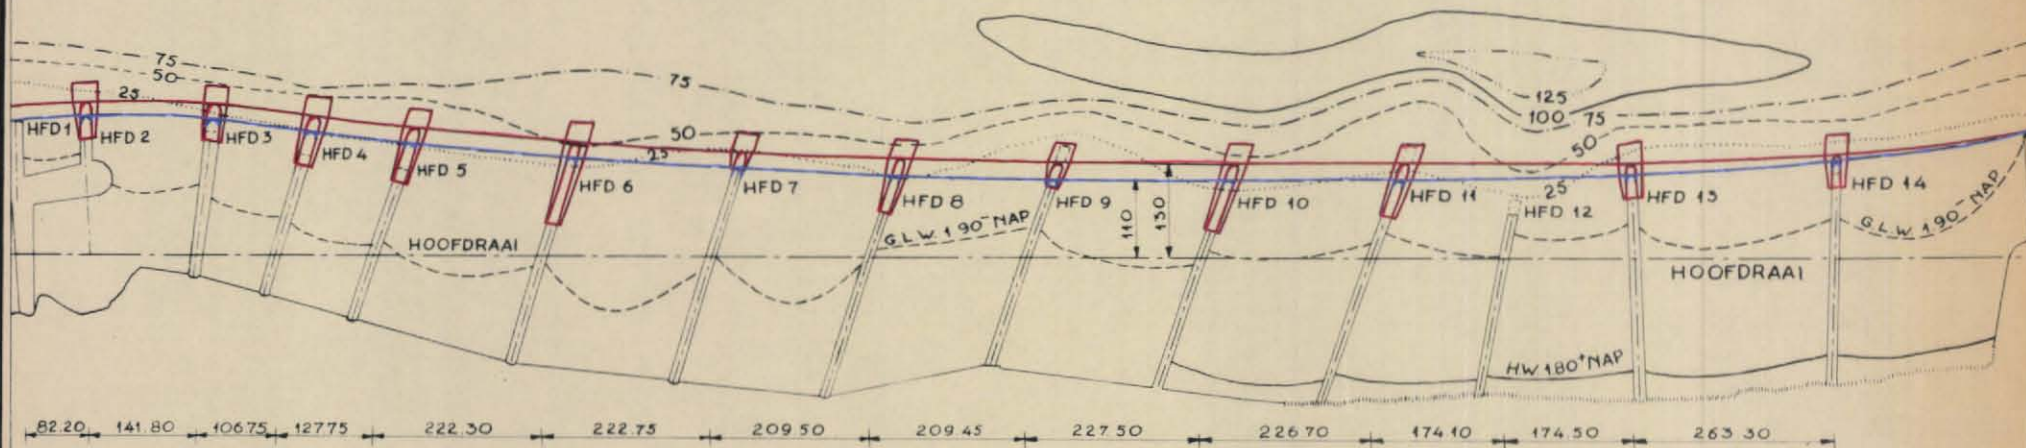 75
50
25
75
50
25
125
100
75
50
25
HFD 1
HFD 2
HFD 3
HFD 4
HFD 5
HFD 6
HFD 7
HFD 8
HFD 9
HFD 10
HFD 11
HFD 12
HFD 13
HFD 14
G.L.W. 1.90⁻ NAP
110
130
G.L.W. 1.90⁻ NAP
HOOFDRAAI
HOOFDRAAI
HW 1.80⁺ NAP
82.20 141.80 106.75 127.75 222.30 222.75 209.50 209.45 227.50 226.70 174.10 174.50 263.30